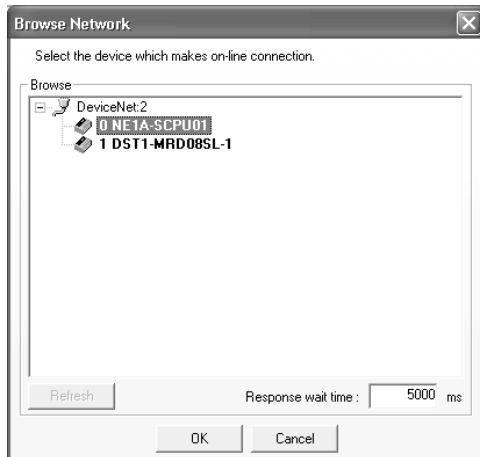 Browse Network
Select the device which makes on-line connection.
Browse
DeviceNet:2
0 NE1A-SCPU01
1 DST1-MRD08SL-1
Refresh
Response wait time : 5000 ms
OK Cancel